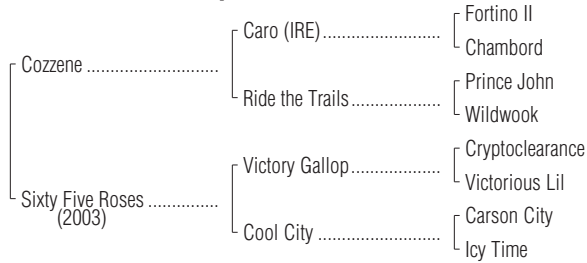 Fortino II
Caro (IRE)
Chambord
Cozzene
Prince John
Ride the Trails
Wildwook
Cryptoclearance
Victory Gallop
Victorious Lil
Sixty Five Roses
(2003)
Carson City
Cool City
Icy Time